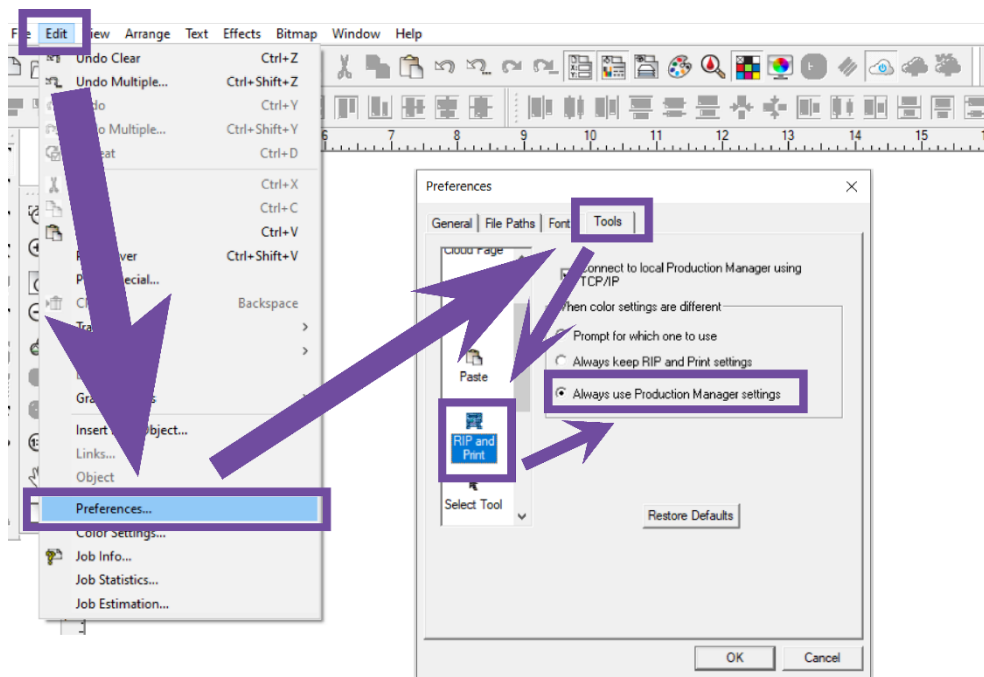 Edit View Arrange Text Effects Bitmap Window Help
Undo Clear Ctrl+Z
Undo Multiple... Ctrl+Shift+Z
Ctrl+Y
Multiple... Ctrl+Shift+Y
Ctrl+D
Ctrl+X
Ctrl+C
Ctrl+V
Ctrl+Shift+V
Backspace
Insert
Links...
Object
Preferences...
Color Settings...
Job Info...
Job Statistics...
Job Estimation...
6 7 8 9 10 11 12 13 14 15
Preferences
General File Paths Tools
Cloud Page
Connect to local Production Manager using
TCP/IP
When color settings are different
Prompt for which one to use
Always keep RIP and Print settings
Always use Production Manager settings
Paste
RIP and
Print
Select Tool
Restore Defaults
OK Cancel